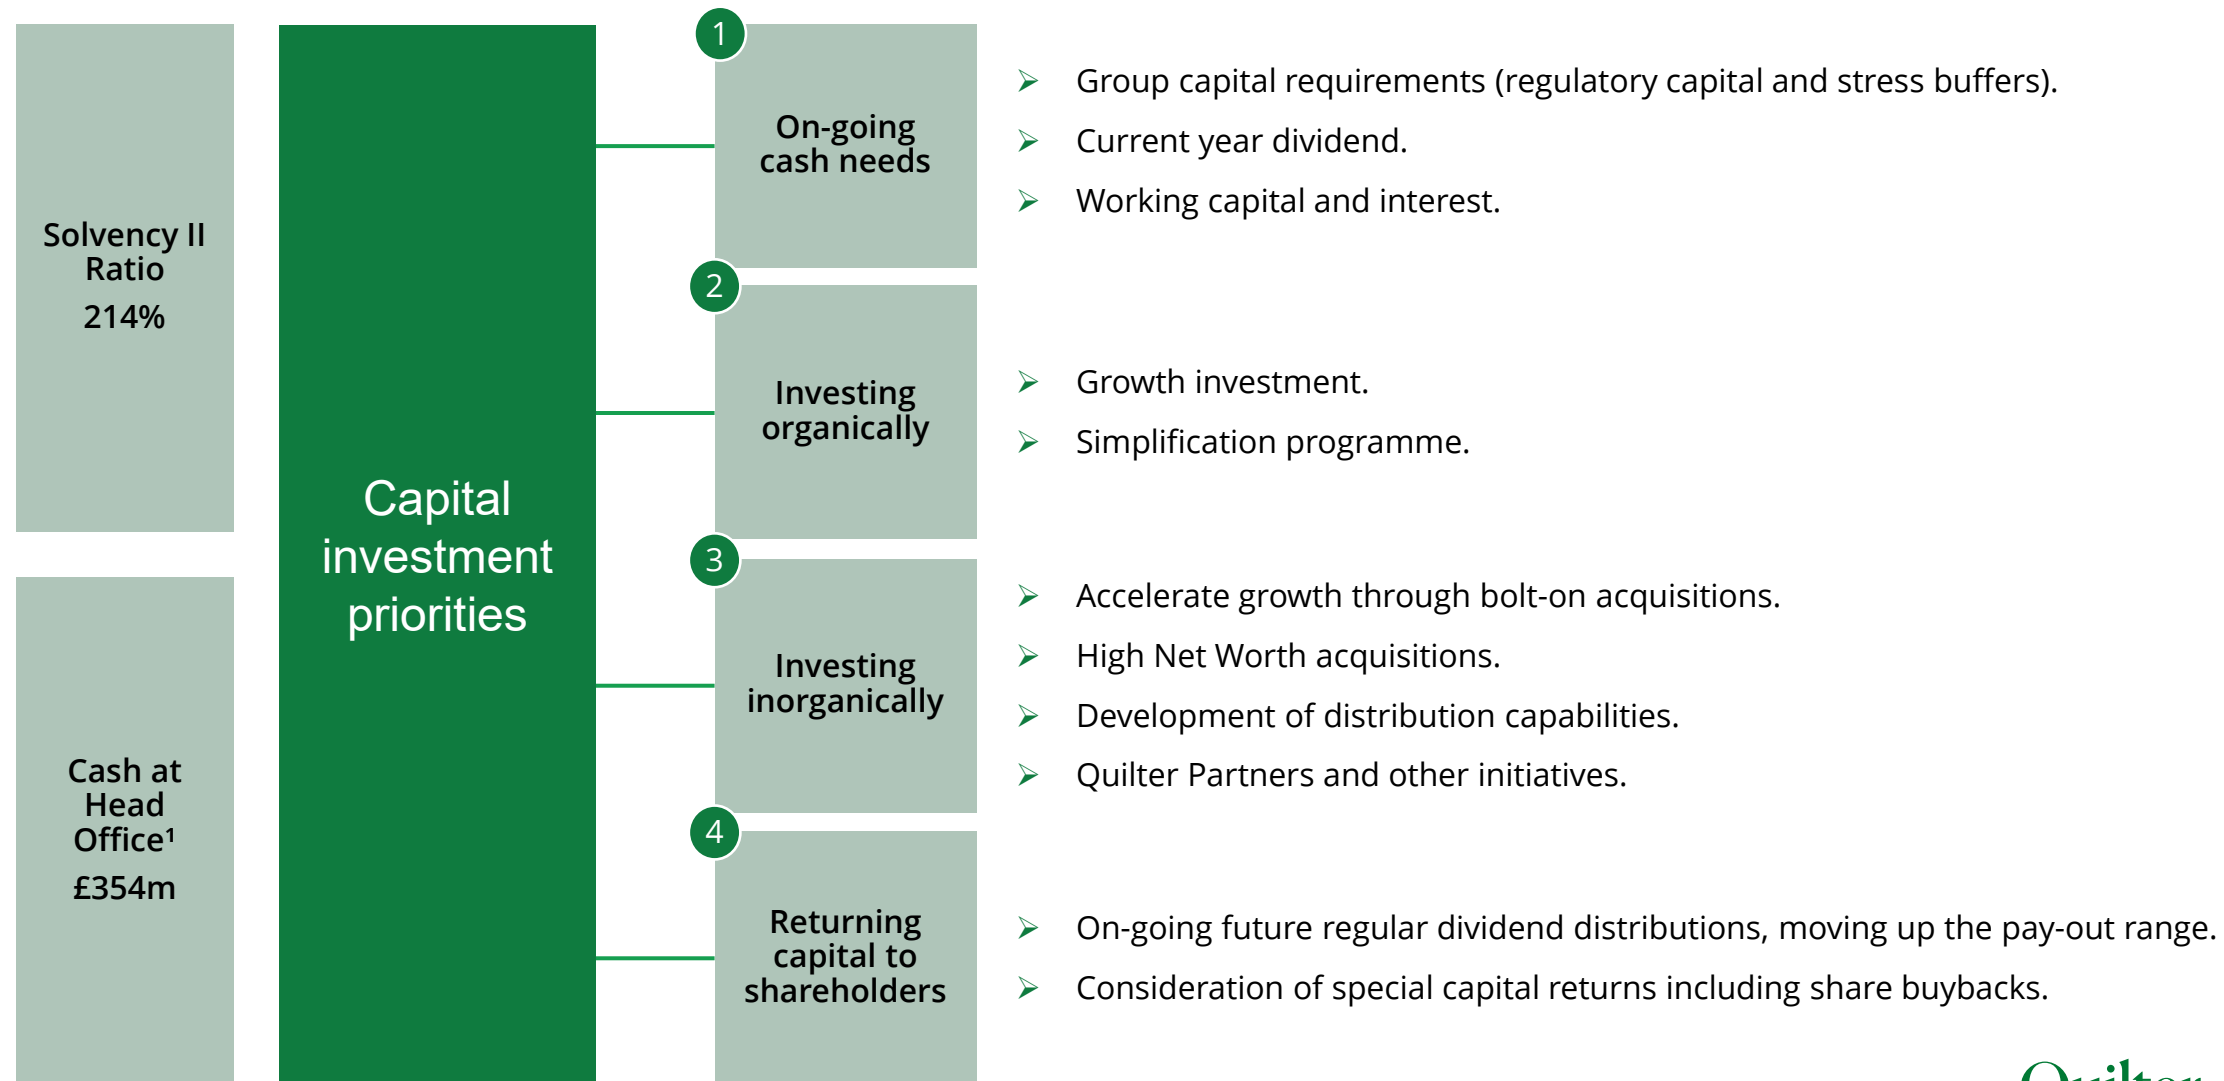 Solvency II
Ratio
214%
Cash at
Head
Office¹
£354m
Capital
investment
priorities
1
On-going
cash needs
Group capital requirements (regulatory capital and stress buffers).
Current year dividend.
Working capital and interest.
2
Investing
organically
Growth investment.
Simplification programme.
3
Investing
inorganically
Accelerate growth through bolt-on acquisitions.
High Net Worth acquisitions.
Development of distribution capabilities.
Quilter Partners and other initiatives.
4
Returning
capital to
shareholders
On-going future regular dividend distributions, moving up the pay-out range.
Consideration of special capital returns including share buybacks.
Quilter